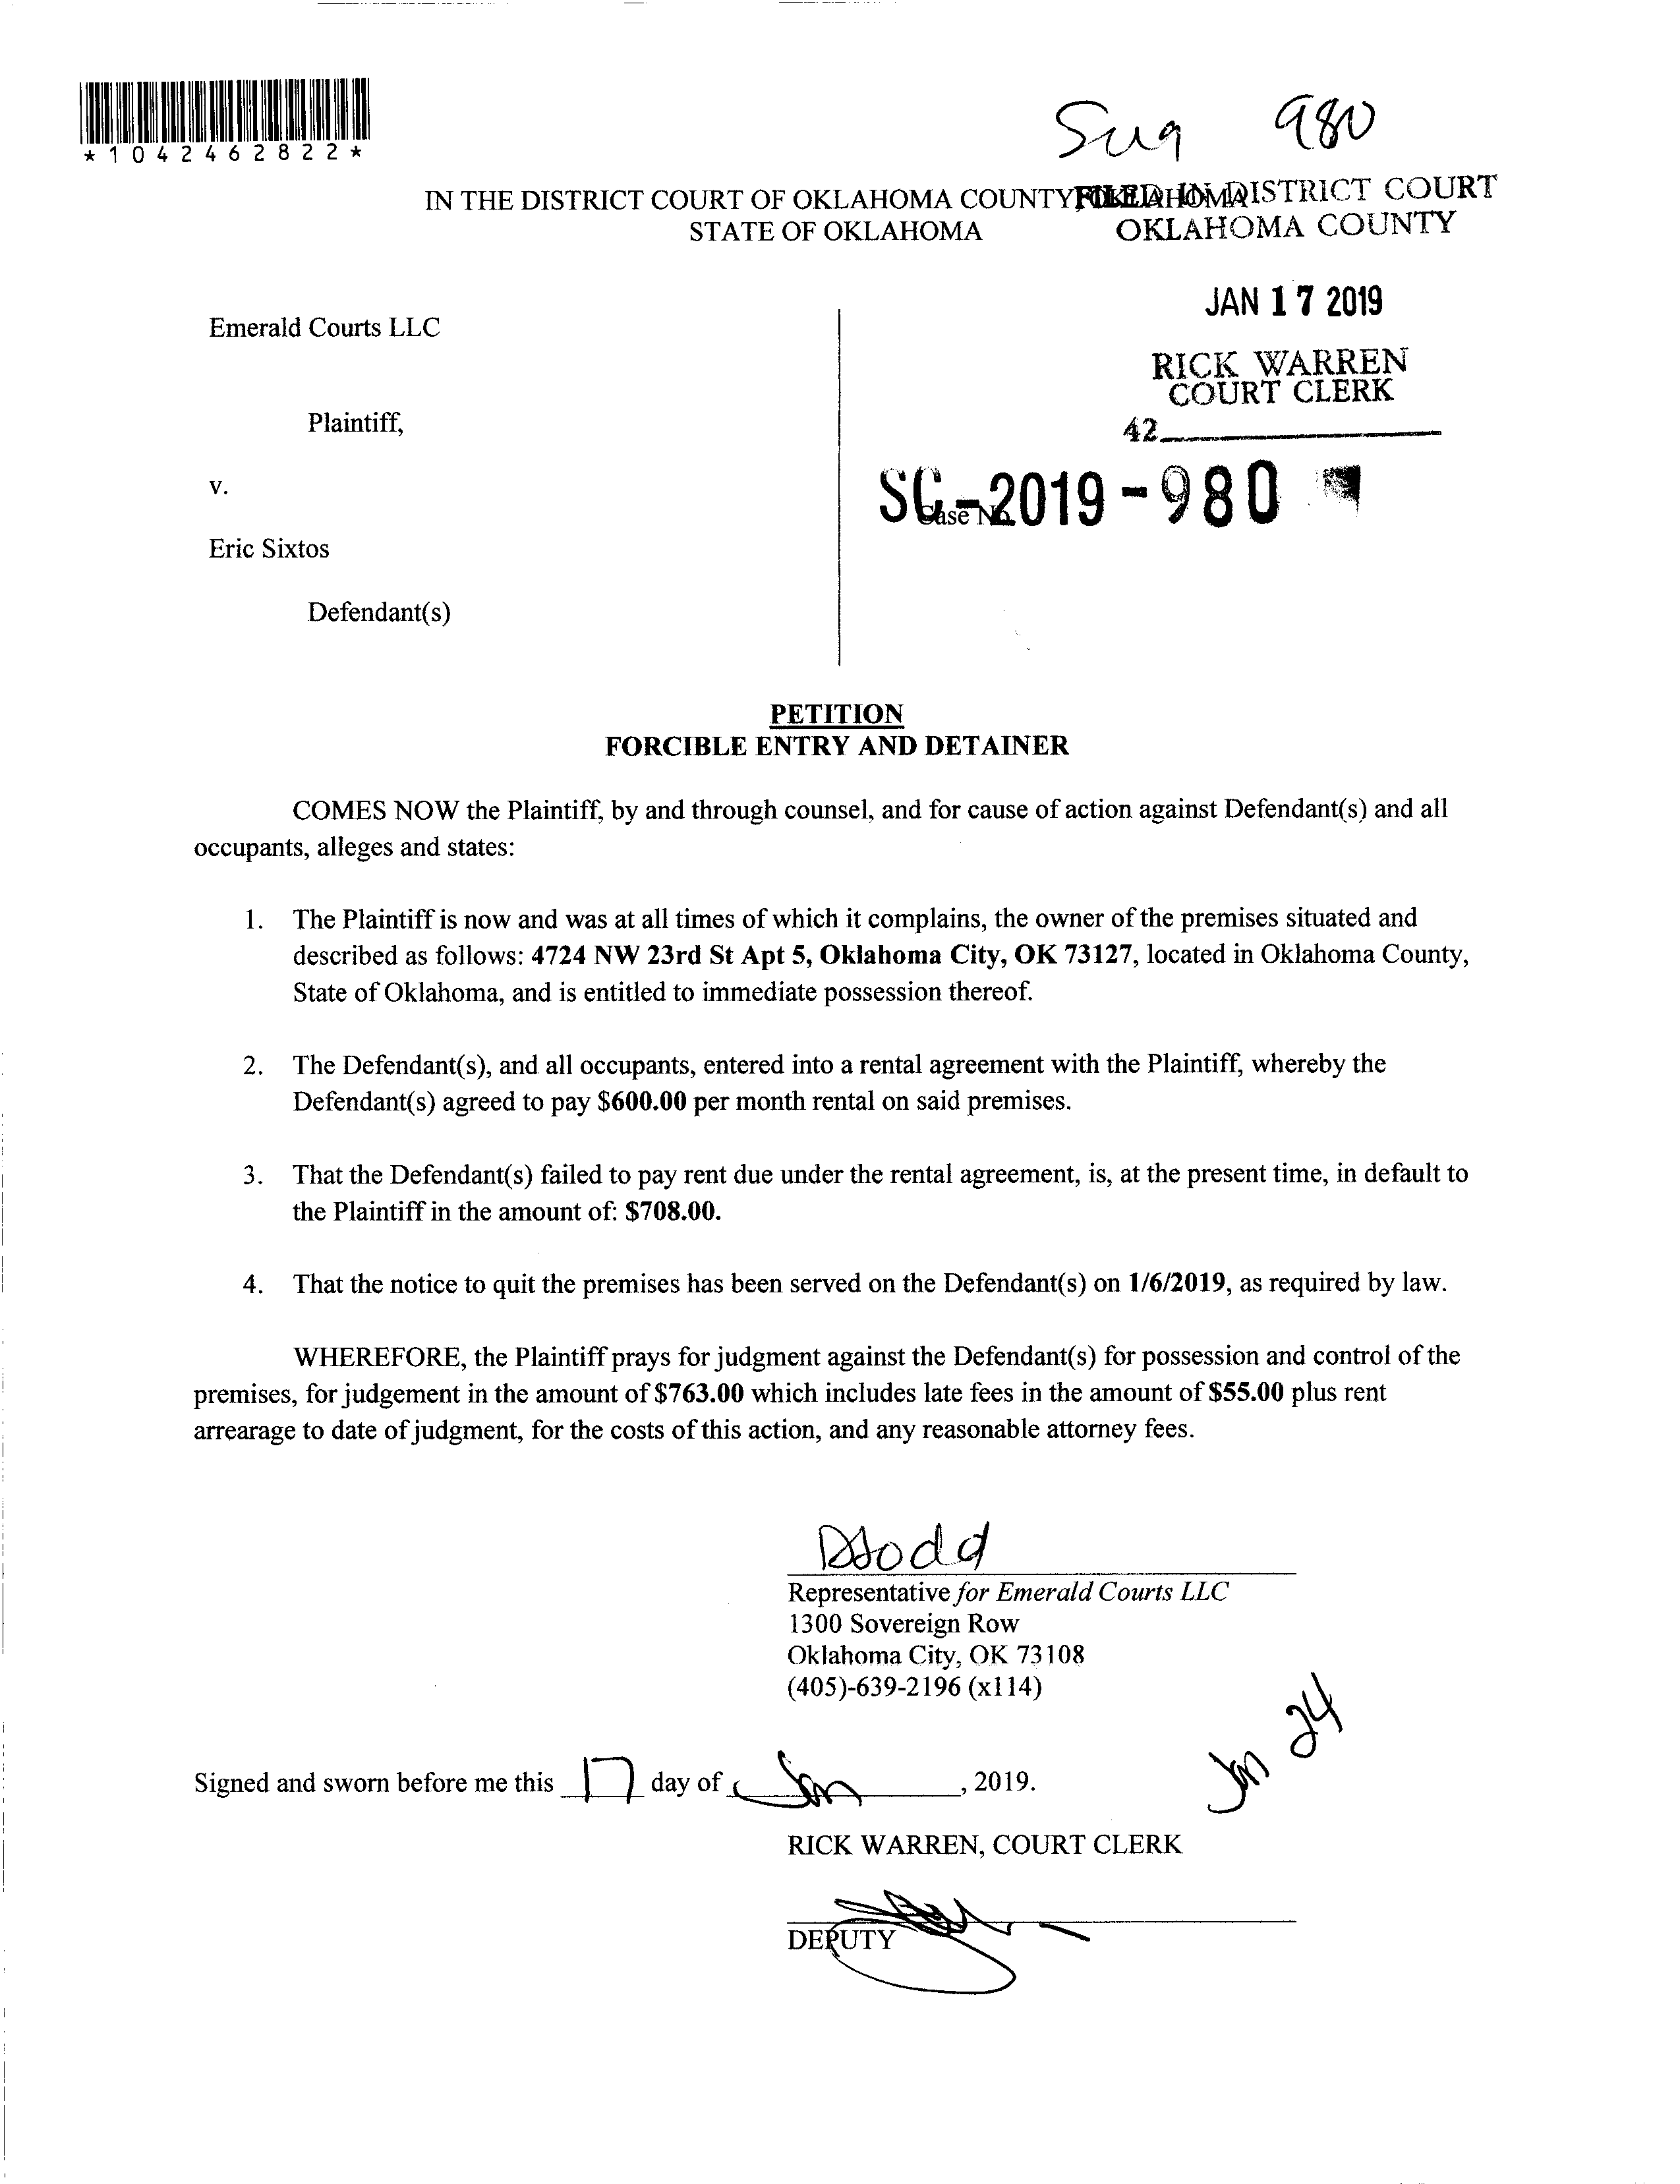 *1042462822*
980
IN THE DISTRICT COURT OF OKLAHOMA COUNTY, OKLAHOMA
STATE OF OKLAHOMA
FILED IN DISTRICT COURT
OKLAHOMA COUNTY
JAN 17 2019
RICK WARREN
COURT CLERK
42
Emerald Courts LLC
Plaintiff,
v.
Case No.
SC-2019-980
Eric Sixtos
Defendant(s)
PETITION
FORCIBLE ENTRY AND DETAINER
COMES NOW the Plaintiff, by and through counsel, and for cause of action against Defendant(s) and all
occupants, alleges and states:
1. The Plaintiff is now and was at all times of which it complains, the owner of the premises situated and
described as follows: 4724 NW 23rd St Apt 5, Oklahoma City, OK 73127, located in Oklahoma County,
State of Oklahoma, and is entitled to immediate possession thereof.
2. The Defendant(s), and all occupants, entered into a rental agreement with the Plaintiff, whereby the
Defendant(s) agreed to pay $600.00 per month rental on said premises.
3. That the Defendant(s) failed to pay rent due under the rental agreement, is, at the present time, in default to
the Plaintiff in the amount of: $708.00.
4. That the notice to quit the premises has been served on the Defendant(s) on 1/6/2019, as required by law.
WHEREFORE, the Plaintiff prays for judgment against the Defendant(s) for possession and control of the
premises, for judgement in the amount of $763.00 which includes late fees in the amount of $55.00 plus rent
arrearage to date of judgment, for the costs of this action, and any reasonable attorney fees.
Representative for Emerald Courts LLC
1300 Sovereign Row
Oklahoma City, OK 73108
(405)-639-2196 (x114)
Jan 24
Signed and sworn before me this 17 day of Jan, 2019.
RICK WARREN, COURT CLERK
DEPUTY